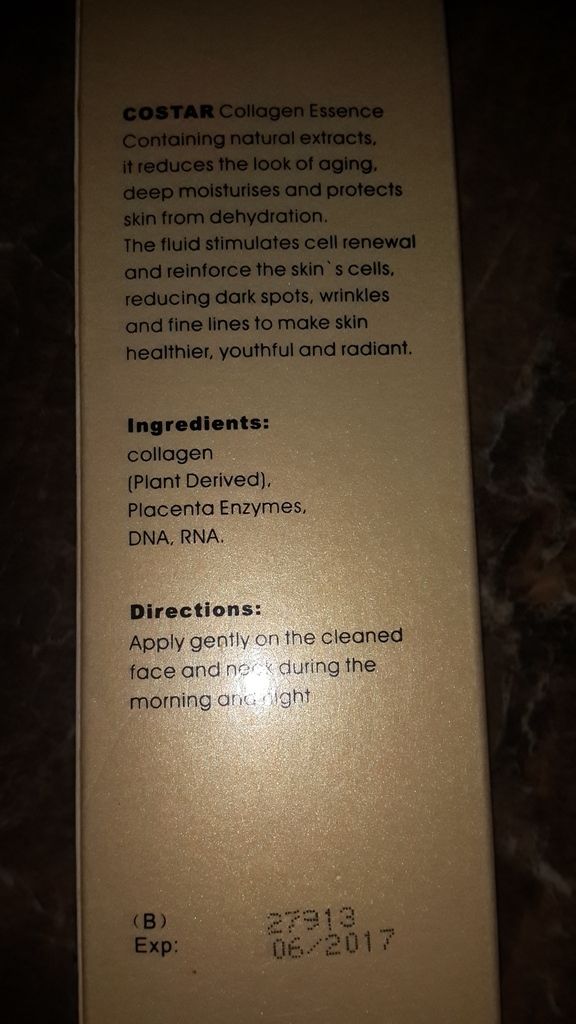 COSTAR Collagen Essence
Containing natural extracts,
it reduces the look of aging,
deep moisturises and protects
skin from dehydration.
The fluid stimulates cell renewal
and reinforce the skin`s cells,
reducing dark spots, wrinkles
and fine lines to make skin
healthier, youthful and radiant.
Ingredients:
collagen
(Plant Derived),
Placenta Enzymes,
DNA, RNA.
Directions:
Apply gently on the cleaned
face and neck during the
morning and night
(B) 27913
Exp: 06/2017